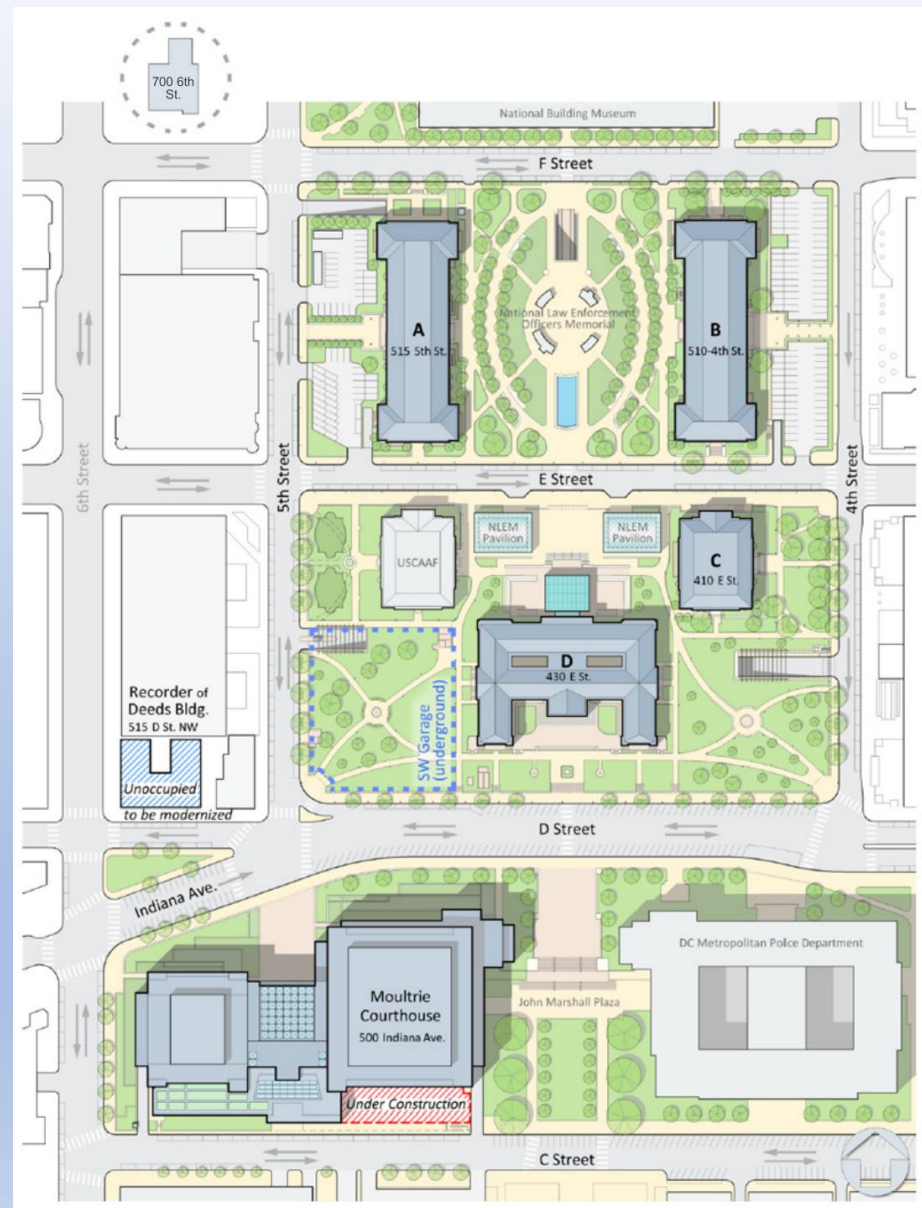 700 6th
St.
National Building Museum
F Street
A
515 5th St.
National Law Enforcement
Officers Memorial
B
510-4th St.
6th Street
5th Street
4th Street
E Street
USCAAF
NLEM
Pavilion
NLEM
Pavilion
C
410 E St.
D
430 E St.
SW Garage
(underground)
Recorder of
Deeds Bldg.
515 D St. NW
Unoccupied
to be modernized
D Street
Indiana Ave.
Moultrie
Courthouse
500 Indiana Ave.
John Marshall Plaza
DC Metropolitan Polce Department
Under Construction
C Street